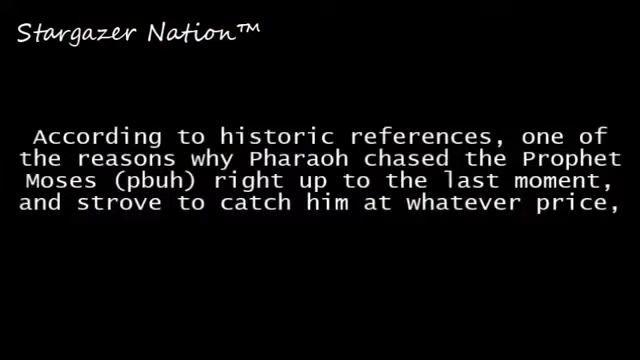 Stargazer Nation™
According to historic references, one of
the reasons why Pharaoh chased the Prophet
Moses (pbuh) right up to the last moment,
and strove to catch him at whatever price,